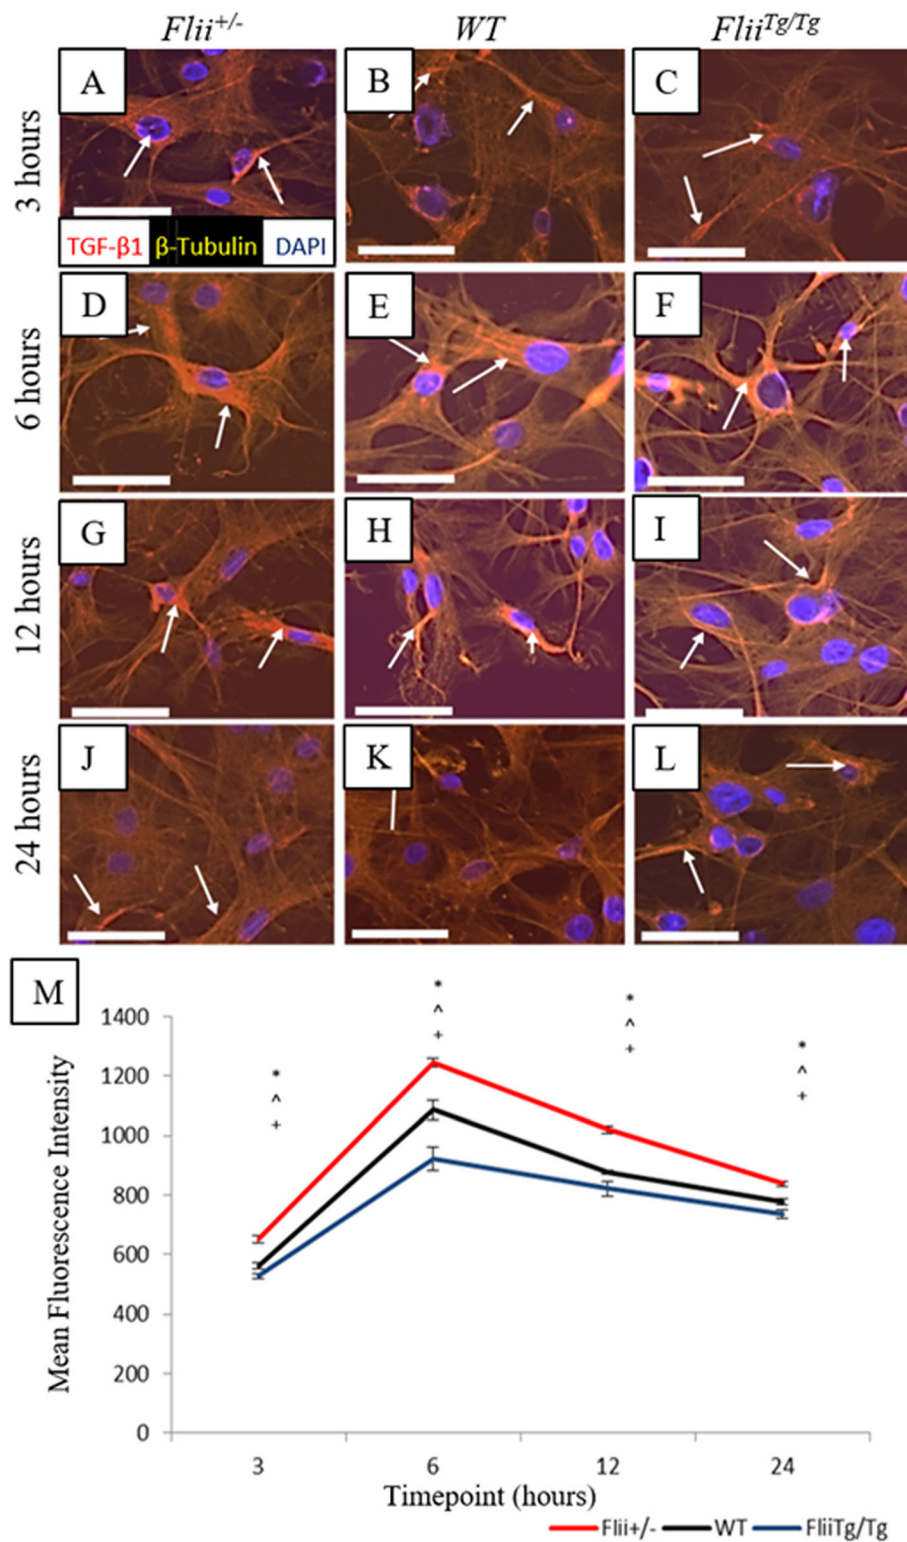 Flii+/- WT FliiTg/Tg
3 hours
A
B
C
TGF-β1 β-Tubulin DAPI
6 hours
D
E
F
12 hours
G
H
I
24 hours
J
K
L
M
* ^ +
* ^ +
* ^ +
* ^ +
Mean Fluorescence Intensity
1400
1200
1000
800
600
400
200
0
3 6 12 24
Timepoint (hours)
Flii+/- WT FliiTg/Tg